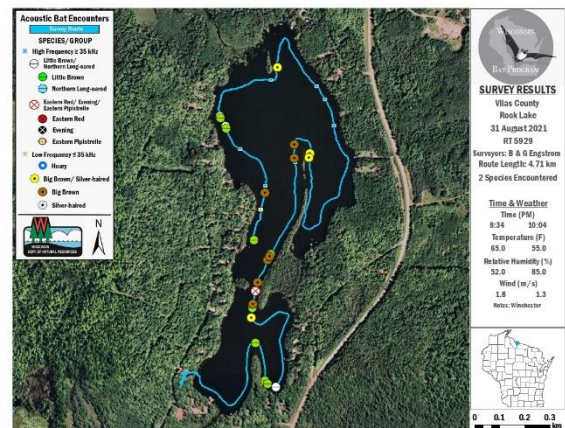 Acoustic Bat Encounters
Survey Route
SPECIES/ GROUP
High Frequency ≥ 35 kHz
Little Brown/
Northern Long-eared
Little Brown
Northern Long-eared
Eastern Red/ Evening/
Eastern Pipistrelle
Eastern Red
Evening
Eastern Pipistrelle
Low Frequency ≤ 35 kHz
Hoary
Big Brown/ Silver-haired
Big Brown
Silver-haired
WISCONSIN
DEPT. OF NATURAL RESOURCES
N
WISCONSIN
BAT PROGRAM
SURVEY RESULTS
Vilas County
Rook Lake
31 August 2021
RT 5929
Surveyors: B & G Engstrom
Route Length: 4.71 km
2 Species Encountered
Time & Weather
Time (PM)
8:34 10:04
Temperature (F)
65.0 55.0
Relative Humidity (%)
52.0 85.0
Wind (m/s)
1.8 1.3
Notes: Winchester
0 0.1 0.2 0.3
km